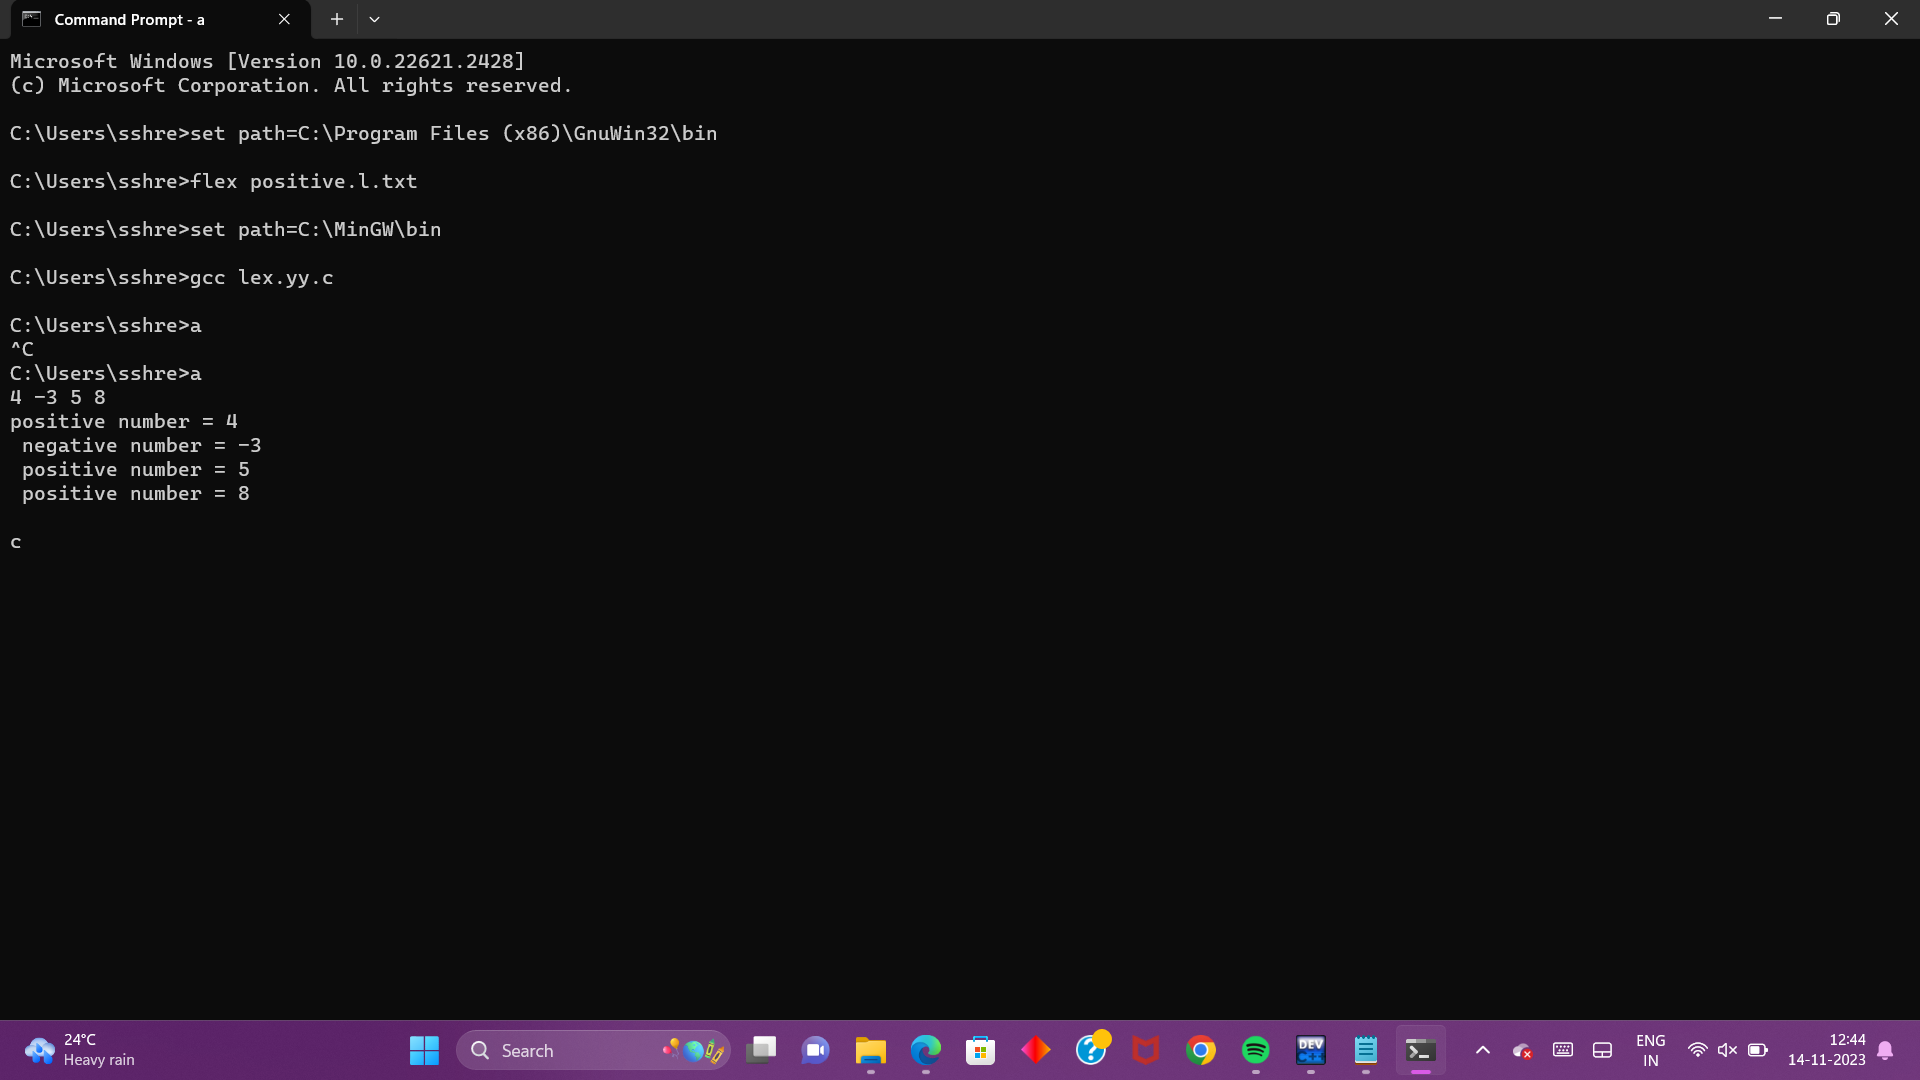 Command Prompt - a
Microsoft Windows [Version 10.0.22621.2428]
(c) Microsoft Corporation. All rights reserved.
C:\Users\sshre>set path=C:\Program Files (x86)\GnuWin32\bin
C:\Users\sshre>flex positive.l.txt
C:\Users\sshre>set path=C:\MinGW\bin
C:\Users\sshre>gcc lex.yy.c
C:\Users\sshre>a
^C
C:\Users\sshre>a
4 -3 5 8
positive number = 4
 negative number = -3
 positive number = 5
 positive number = 8
c
24°C
Heavy rain
Search
DEV
ENG
IN
12:44
14-11-2023